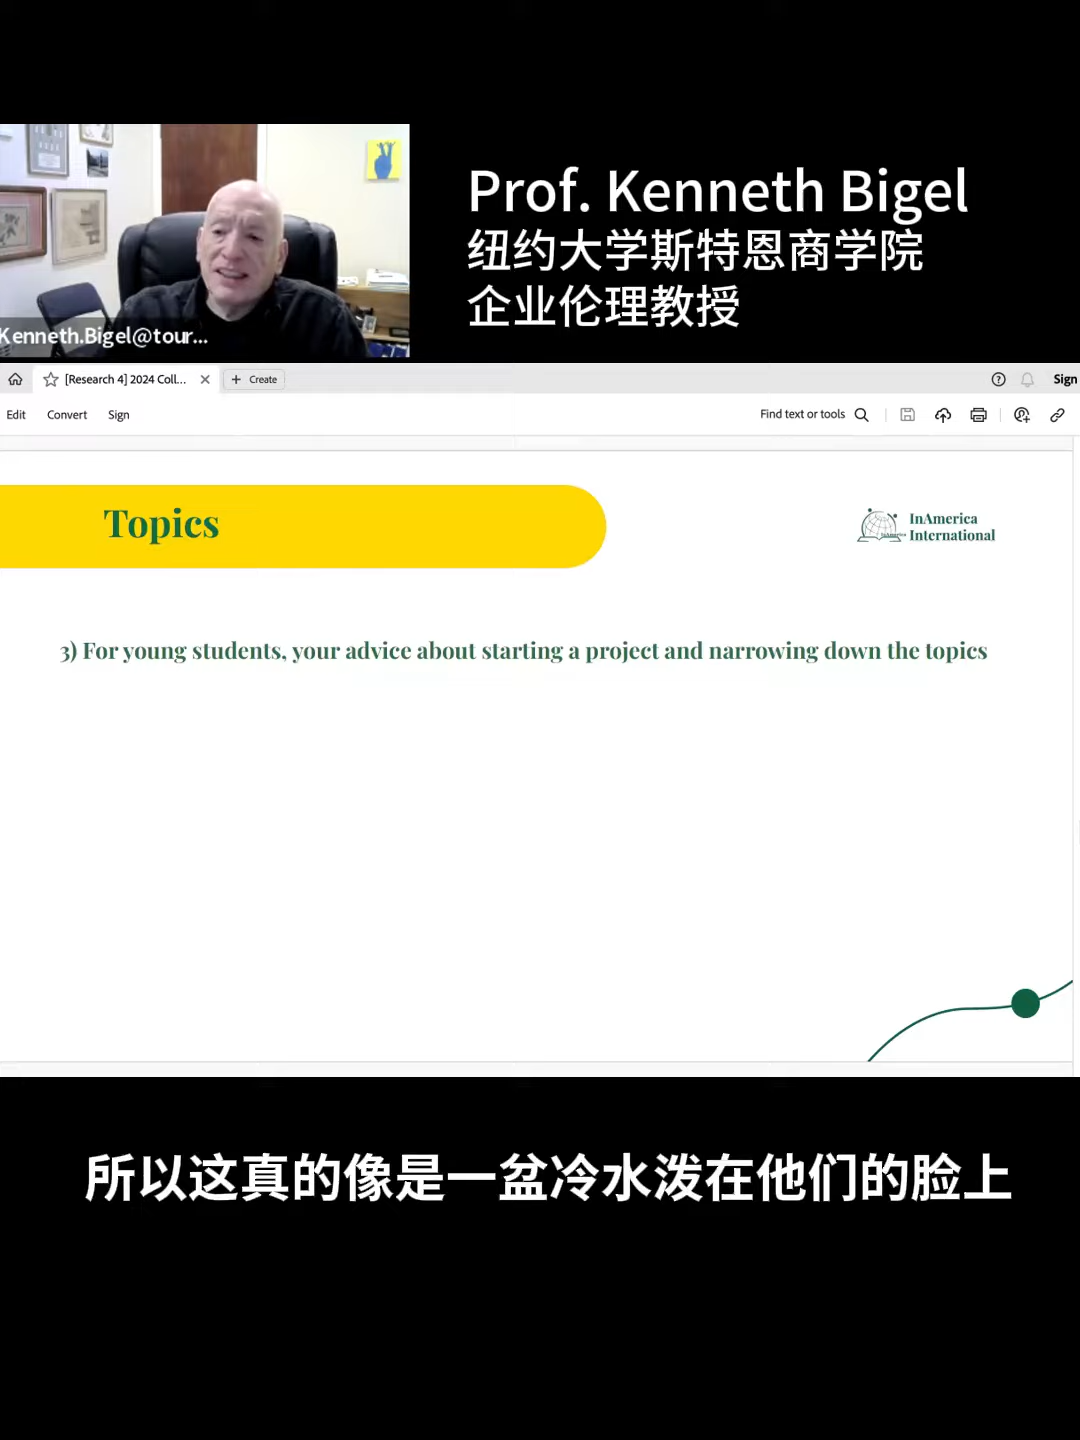 Prof. Kenneth Bigel
纽约大学斯特恩商学院
企业伦理教授
Kenneth.Bigel@tour...
[Research 4] 2024 Coll...
Create
Sign
Edit
Convert
Sign
Find text or tools
Topics
InAmerica
International
3) For young students, your advice about starting a project and narrowing down the topics
所以这真的像是一盆冷水泼在他们的脸上